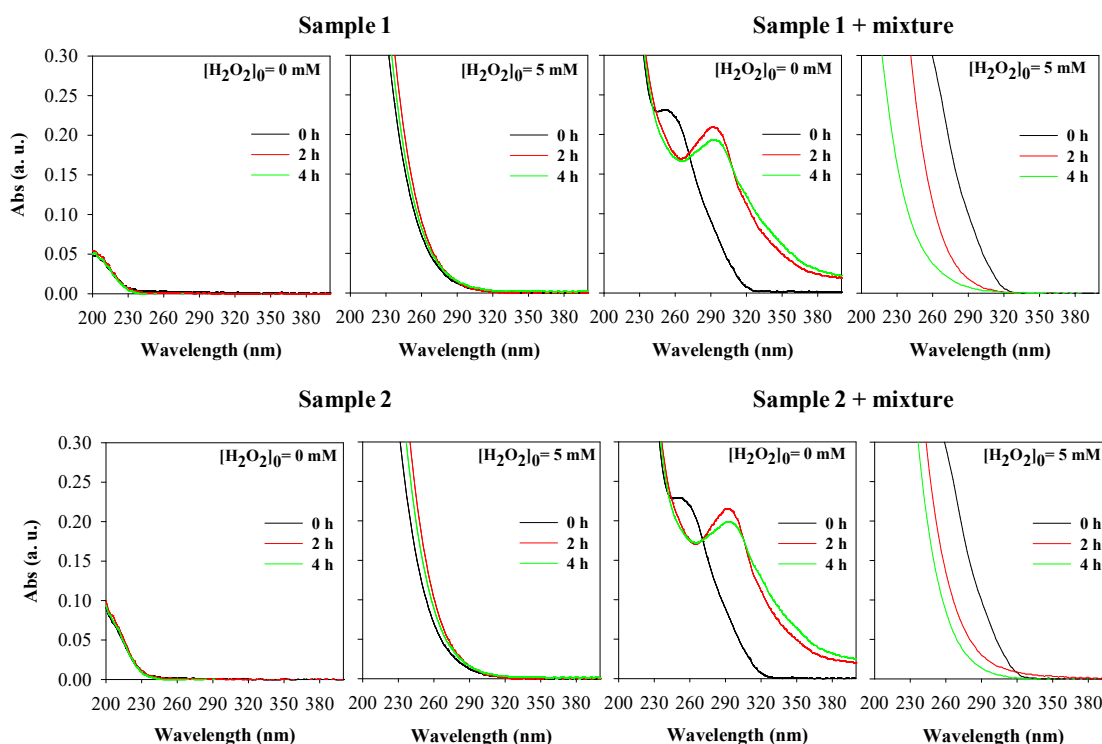 Sample 1
Sample 1 + mixture
[H2O2]0= 0 mM
[H2O2]0= 5 mM
[H2O2]0= 0 mM
[H2O2]0= 5 mM
0 h
2 h
4 h
0 h
2 h
4 h
0 h
2 h
4 h
0 h
2 h
4 h
Abs (a. u.)
0.30
0.25
0.20
0.15
0.10
0.05
0.00
200 230 260 290 320 350 380
200 230 260 290 320 350 380
200 230 260 290 320 350 380
200 230 260 290 320 350 380
Wavelength (nm)
Wavelength (nm)
Wavelength (nm)
Wavelength (nm)
Sample 2
Sample 2 + mixture
[H2O2]0= 0 mM
[H2O2]0= 5 mM
[H2O2]0= 0 mM
[H2O2]0= 5 mM
0 h
2 h
4 h
0 h
2 h
4 h
0 h
2 h
4 h
0 h
2 h
4 h
Abs (a. u.)
0.30
0.25
0.20
0.15
0.10
0.05
0.00
200 230 260 290 320 350 380
200 230 260 290 320 350 380
200 230 260 290 320 350 380
200 230 260 290 320 350 380
Wavelength (nm)
Wavelength (nm)
Wavelength (nm)
Wavelength (nm)